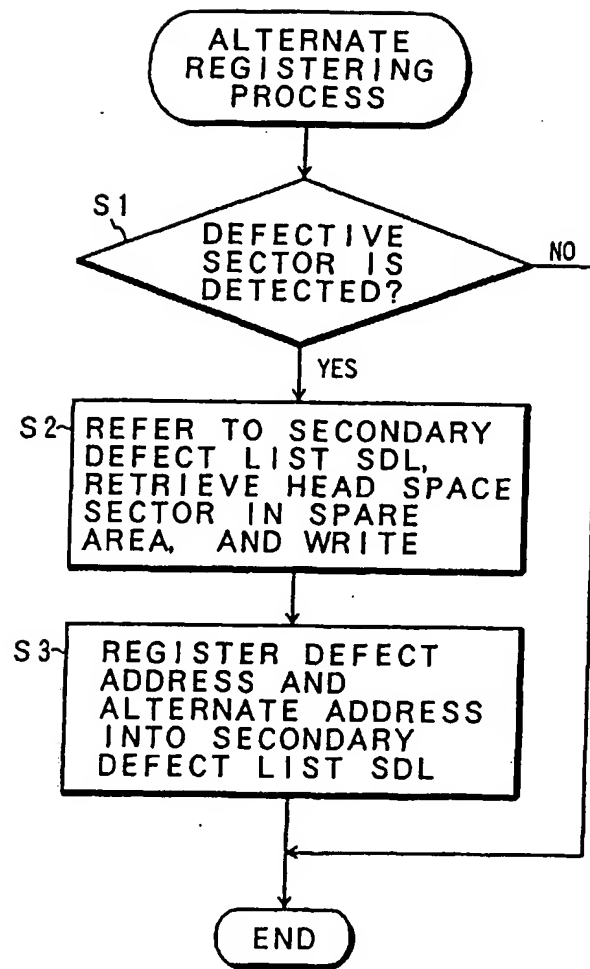 ALTERNATE
REGISTERING
PROCESS
S1
DEFECTIVE
SECTOR IS
DETECTED?
NO
YES
S2
REFER TO SECONDARY
DEFECT LIST SDL,
RETRIEVE HEAD SPACE
SECTOR IN SPARE
AREA, AND WRITE
S3
REGISTER DEFECT
ADDRESS AND
ALTERNATE ADDRESS
INTO SECONDARY
DEFECT LIST SDL
END